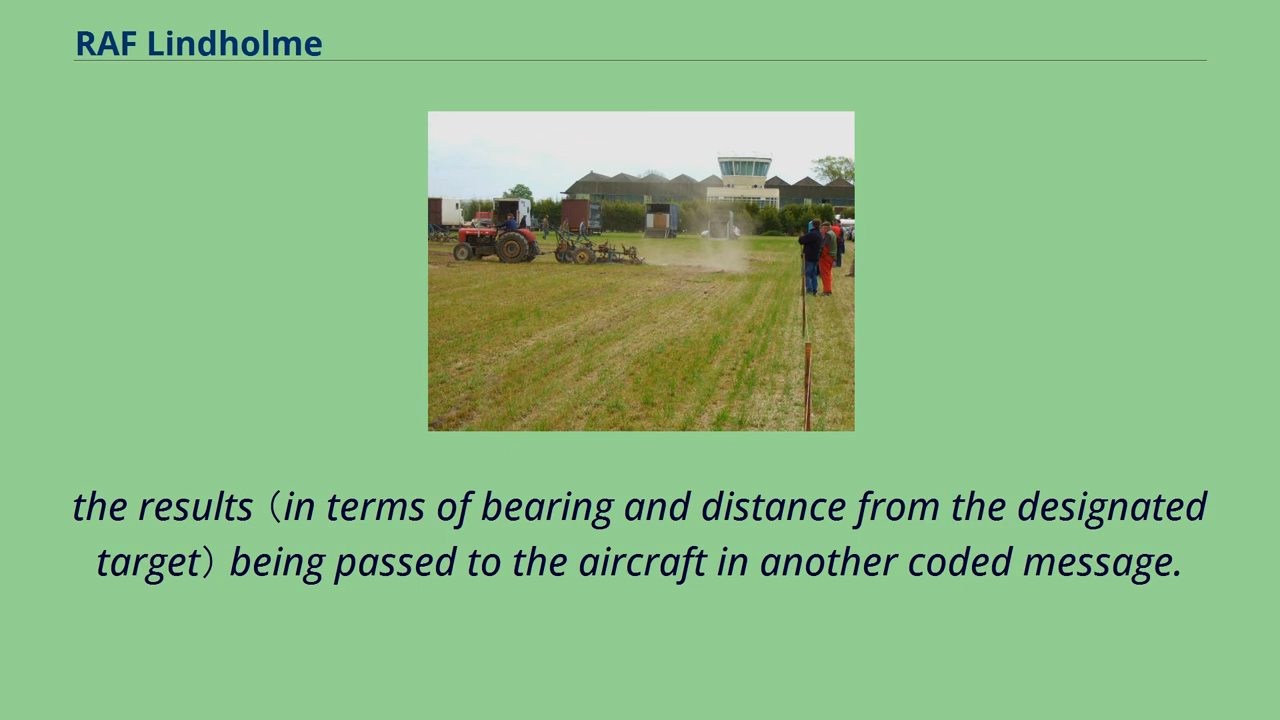 RAF Lindholme
the results （in terms of bearing and distance from the designated
target） being passed to the aircraft in another coded message.